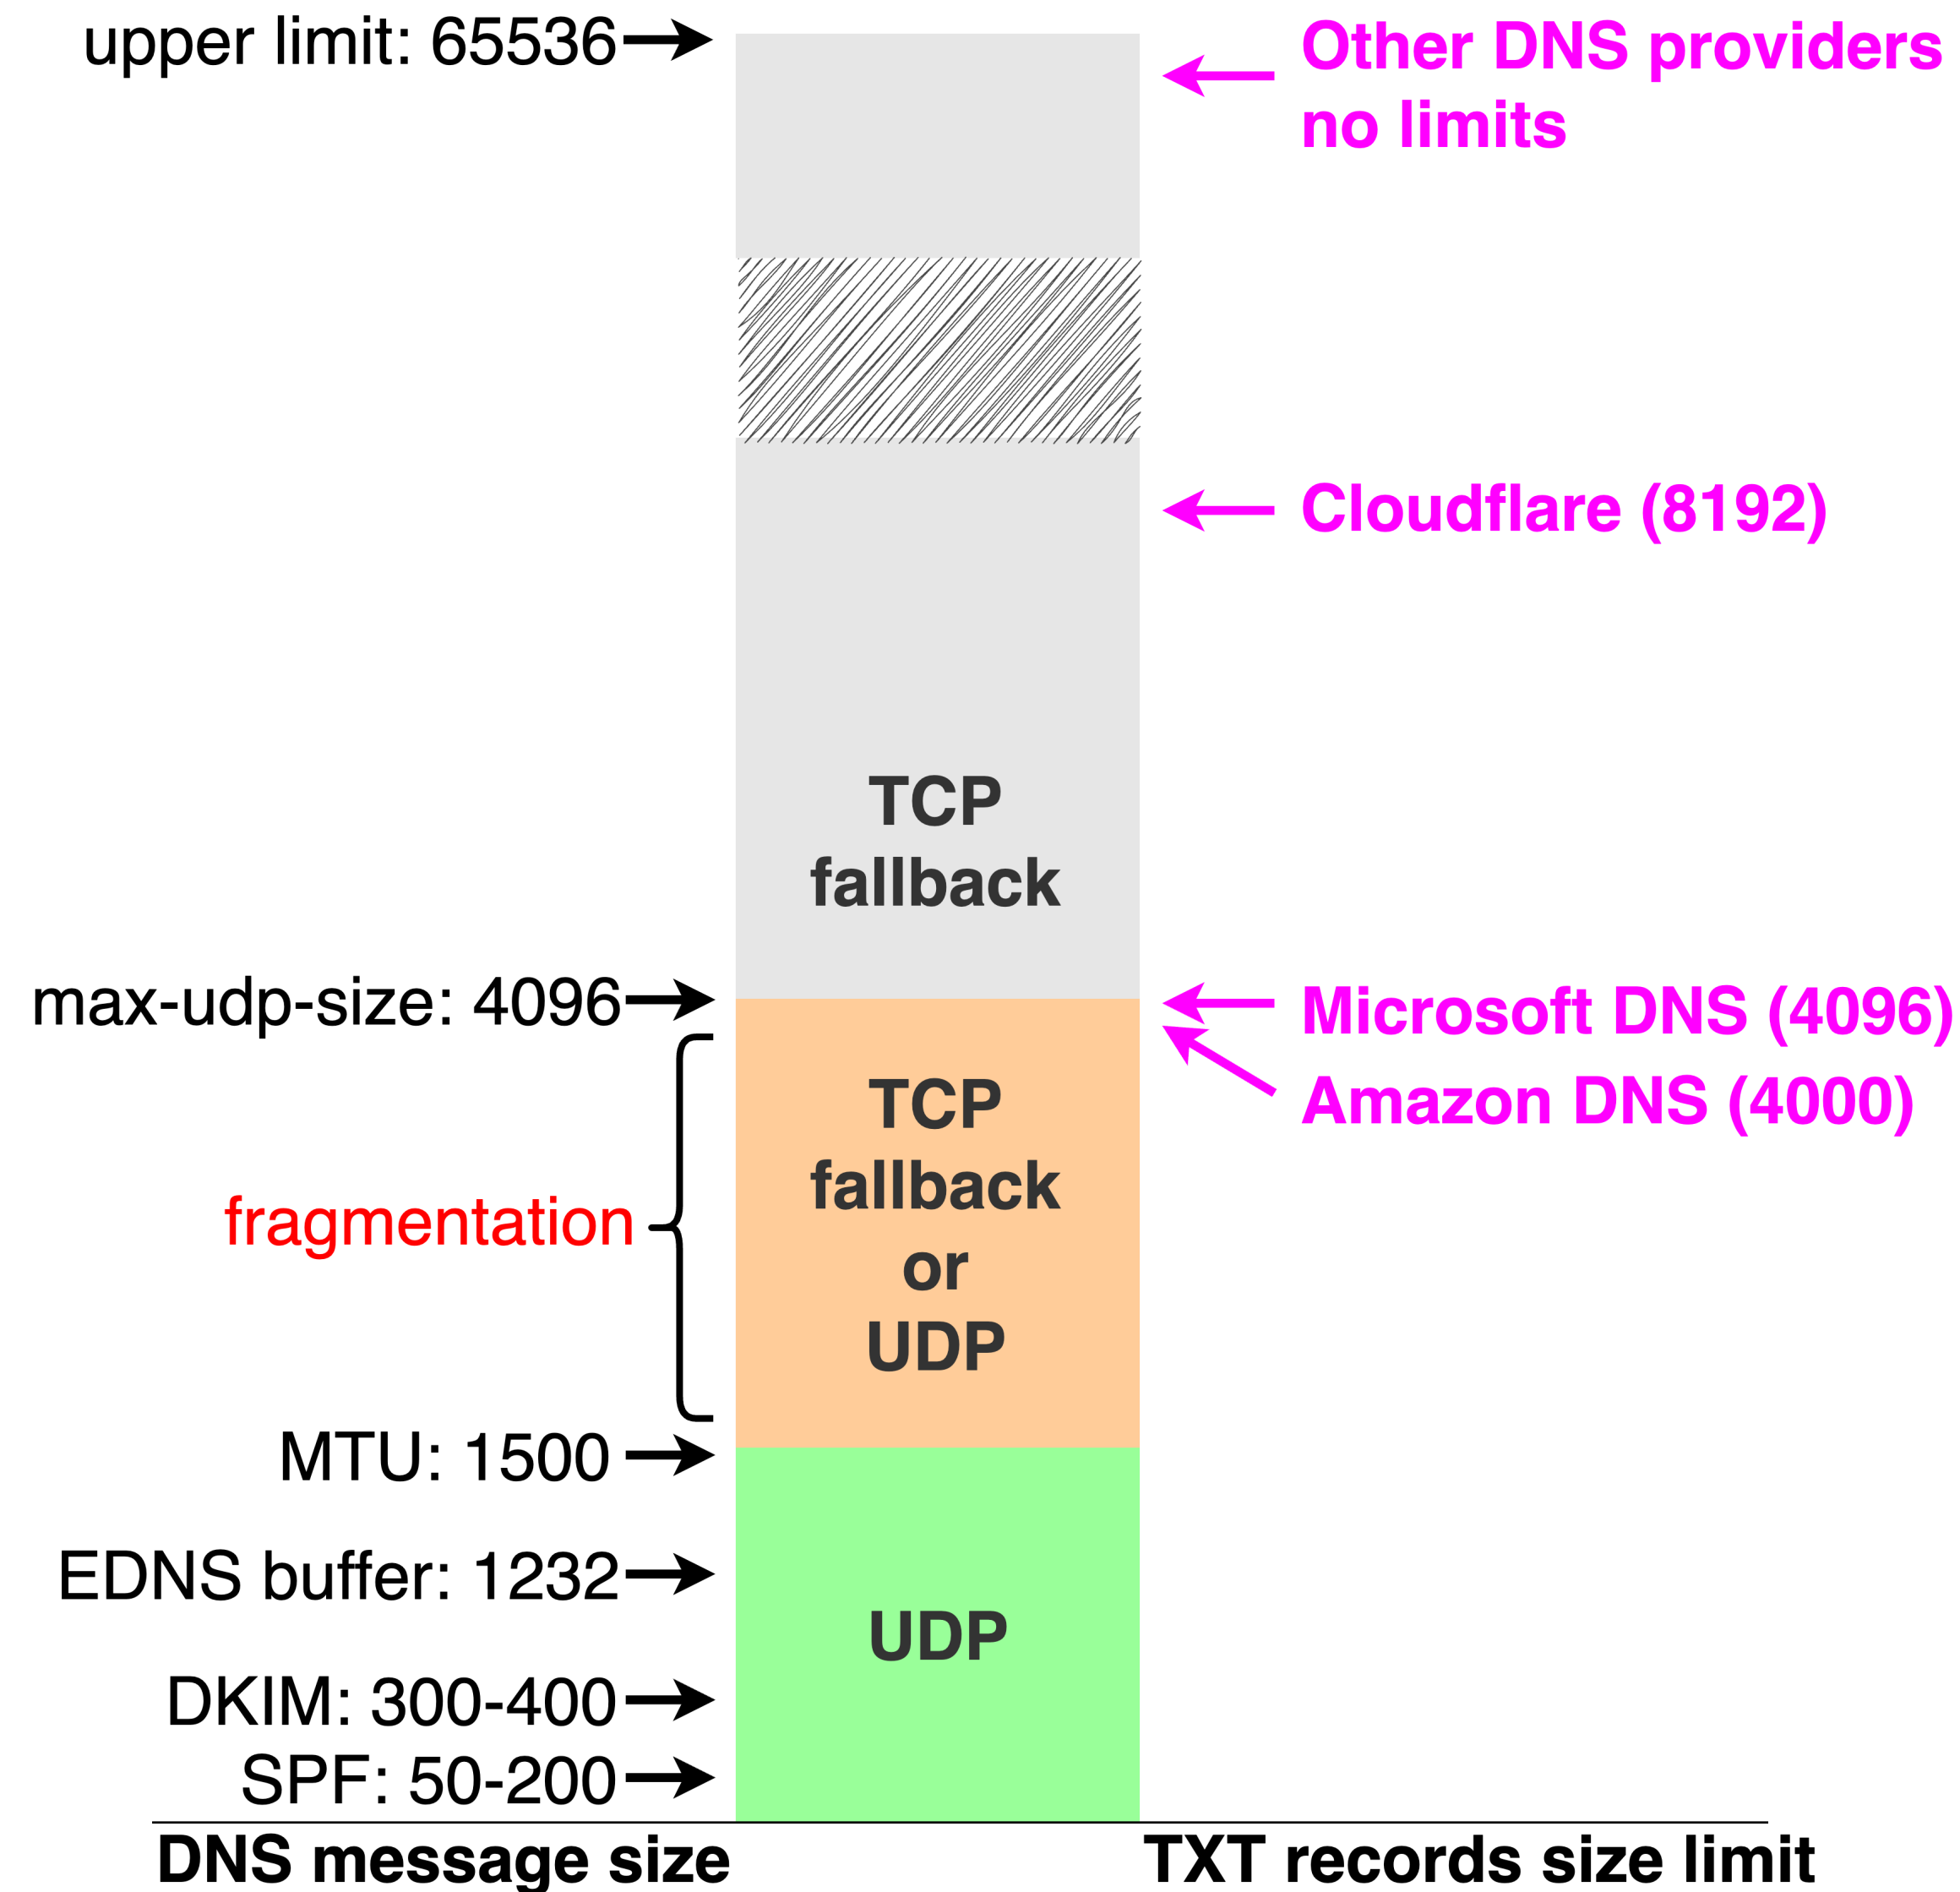 upper limit: 65536
Other DNS providers
no limits
Cloudflare (8192)
TCP
fallback
max-udp-size: 4096
Microsoft DNS (4096)
Amazon DNS (4000)
TCP
fallback
or
UDP
fragmentation
MTU: 1500
EDNS buffer: 1232
UDP
DKIM: 300-400
SPF: 50-200
DNS message size
TXT records size limit